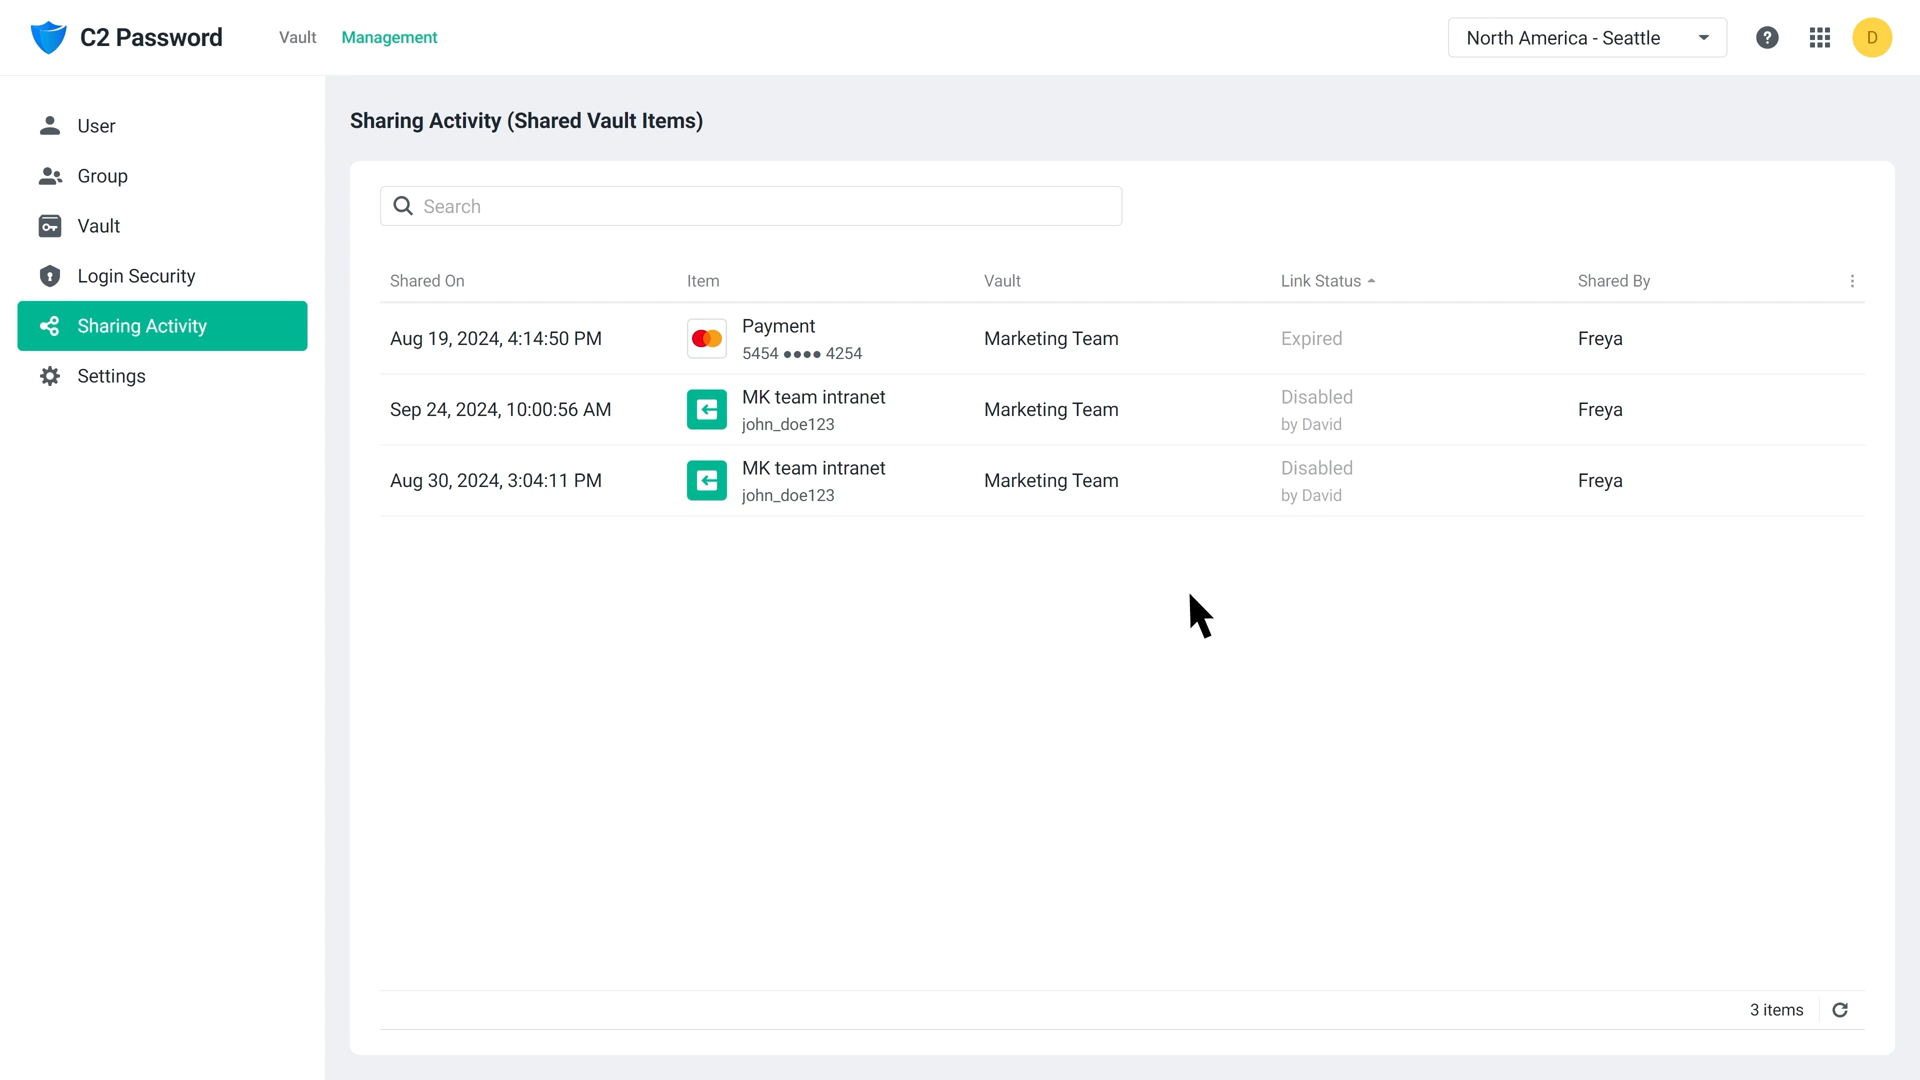 C2 Password
Vault
Management
North America - Seattle
?
D
User
Group
Vault
Login Security
Sharing Activity
Settings
Sharing Activity (Shared Vault Items)
Search
Shared On
Item
Vault
Link Status
Shared By
Aug 19, 2024, 4:14:50 PM
Payment
5454 •••• 4254
Marketing Team
Expired
Freya
Sep 24, 2024, 10:00:56 AM
MK team intranet
john_doe123
Marketing Team
Disabled
by David
Freya
Aug 30, 2024, 3:04:11 PM
MK team intranet
john_doe123
Marketing Team
Disabled
by David
Freya
3 items